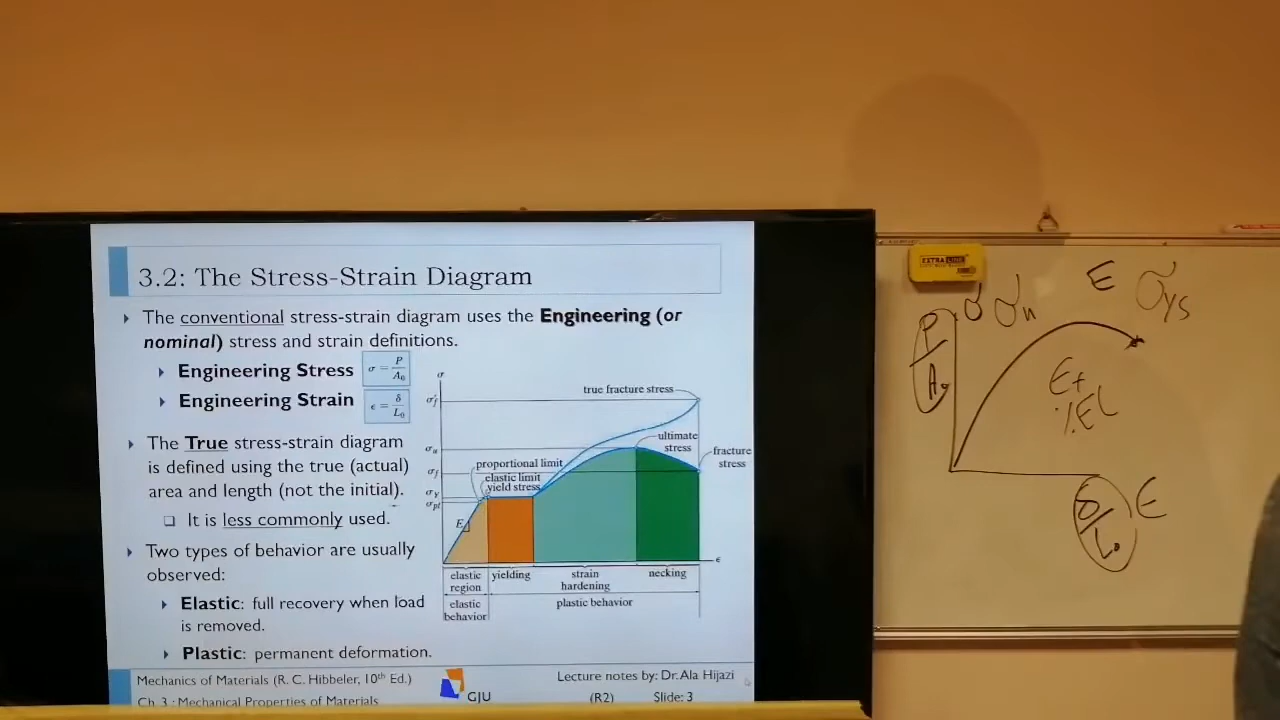 3.2: The Stress-Strain Diagram
The conventional stress-strain diagram uses the Engineering (or
nominal) stress and strain definitions.
Engineering Stress σ = P/A₀
Engineering Strain ϵ = δ/L₀
The True stress-strain diagram
is defined using the true (actual)
area and length (not the initial).
It is less commonly used.
Two types of behavior are usually
observed:
Elastic: full recovery when load
is removed.
Plastic: permanent deformation.
σ
σ′f
σu
σf
σY
σpl
E
true fracture stress
ultimate
stress
fracture
stress
proportional limit
elastic limit
yield stress
ϵ
elastic
region
yielding
strain
hardening
necking
elastic
behavior
plastic behavior
Mechanics of Materials (R. C. Hibbeler, 10th Ed.)
Ch. 3 : Mechanical Properties of Materials
GJU
Lecture notes by: Dr. Ala Hijazi
(R2) Slide: 3
EXTRA
P/A₀ σ σu E σys
Ef
%EL
δ/L₀ ϵ